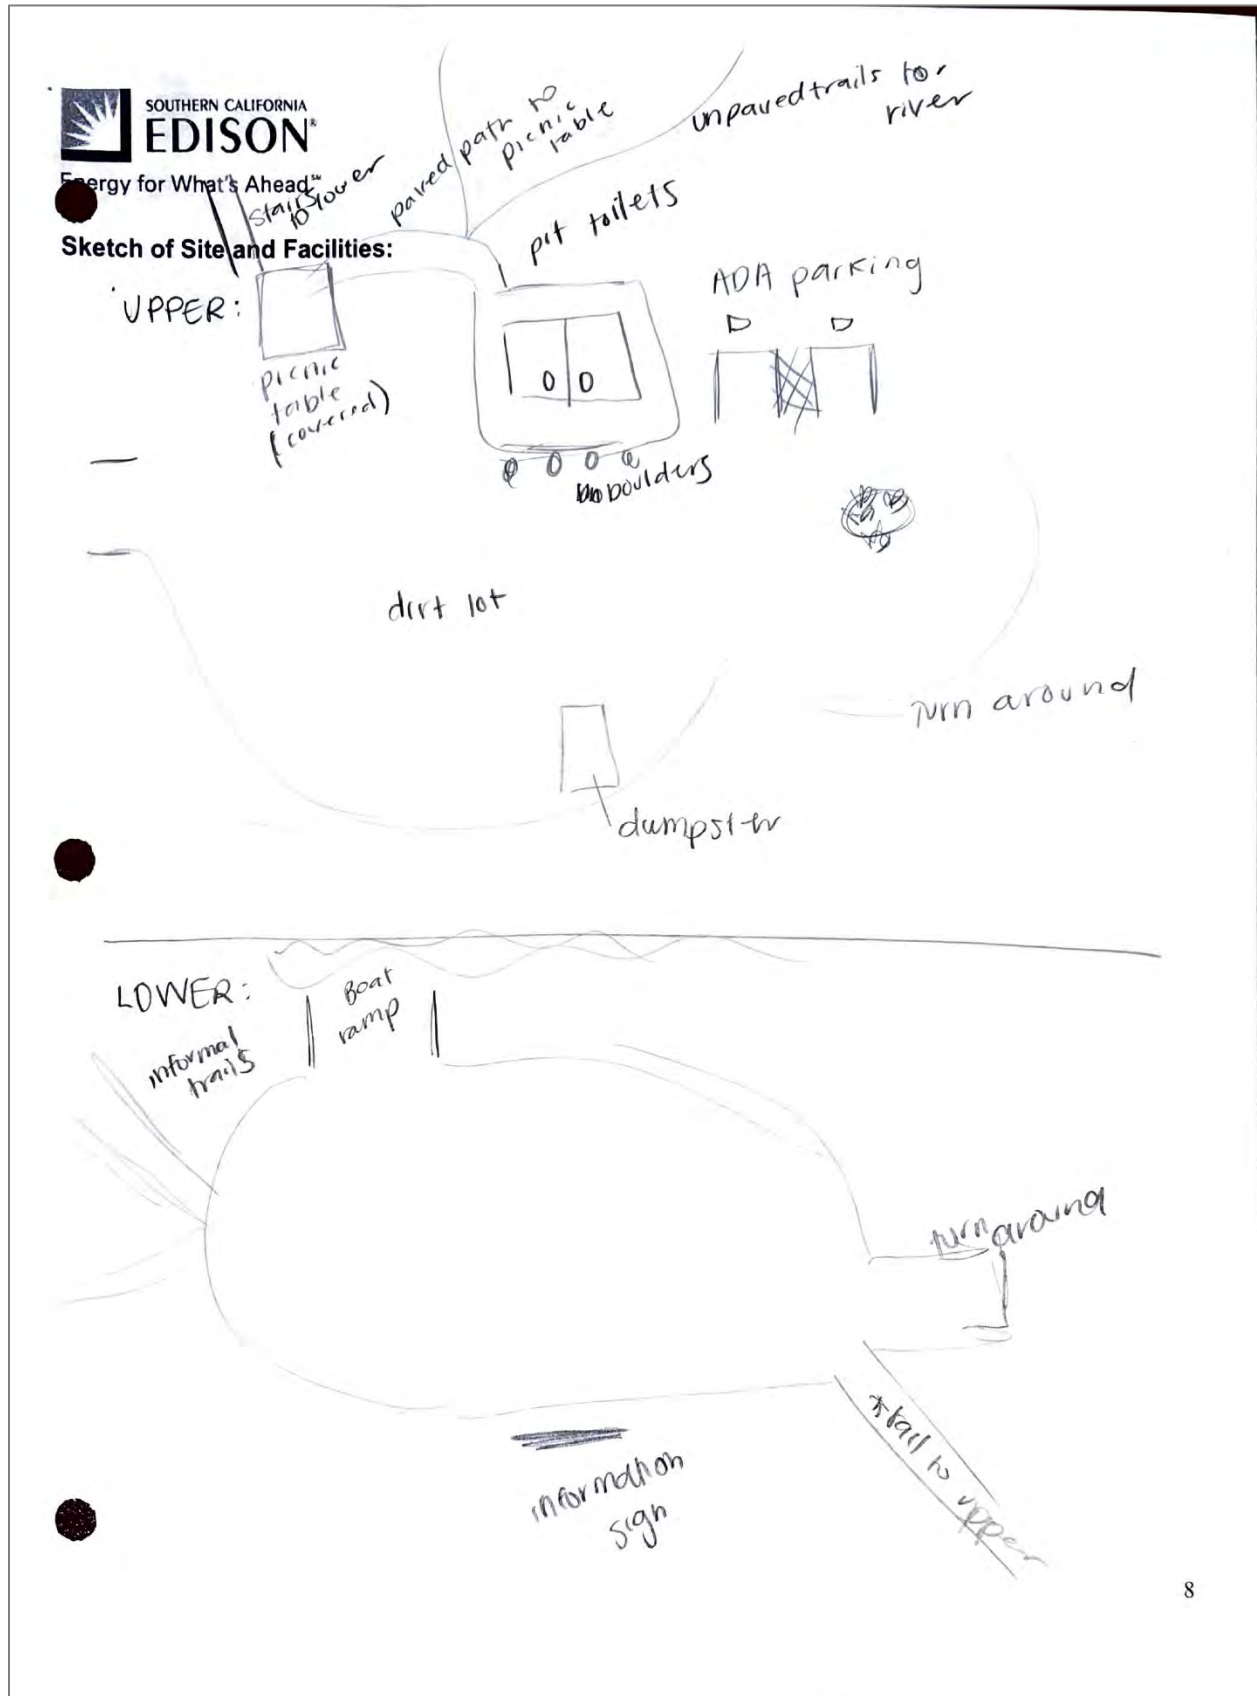 SOUTHERN CALIFORNIA
EDISON®
Energy for What's Ahead℠
stairs
to lower
paved path to
picnic
table
unpaved trails to
river
Sketch of Site and Facilities:
pit toilets
ADA parking
UPPER:
picnic
table
(covered)
boulders
dirt lot
turn around
dumpster
LOWER:
Boat
ramp
informal
trails
turn around
trail to upper
information
sign
8